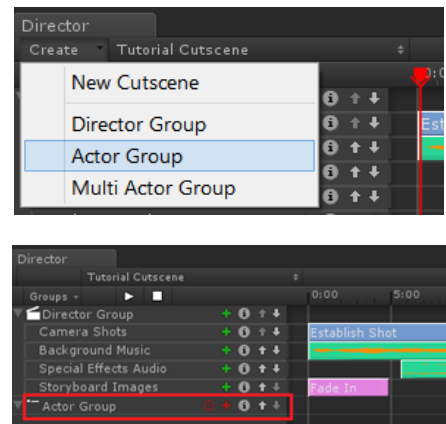 Director
Create Tutorial Cutscene
New Cutscene
Director Group
Actor Group
Multi Actor Group
Est
Director
Tutorial Cutscene
Groups
0:00 5:00
Director Group
Camera Shots Establish Shot
Background Music
Special Effects Audio
Storyboard Images Fade In
Actor Group